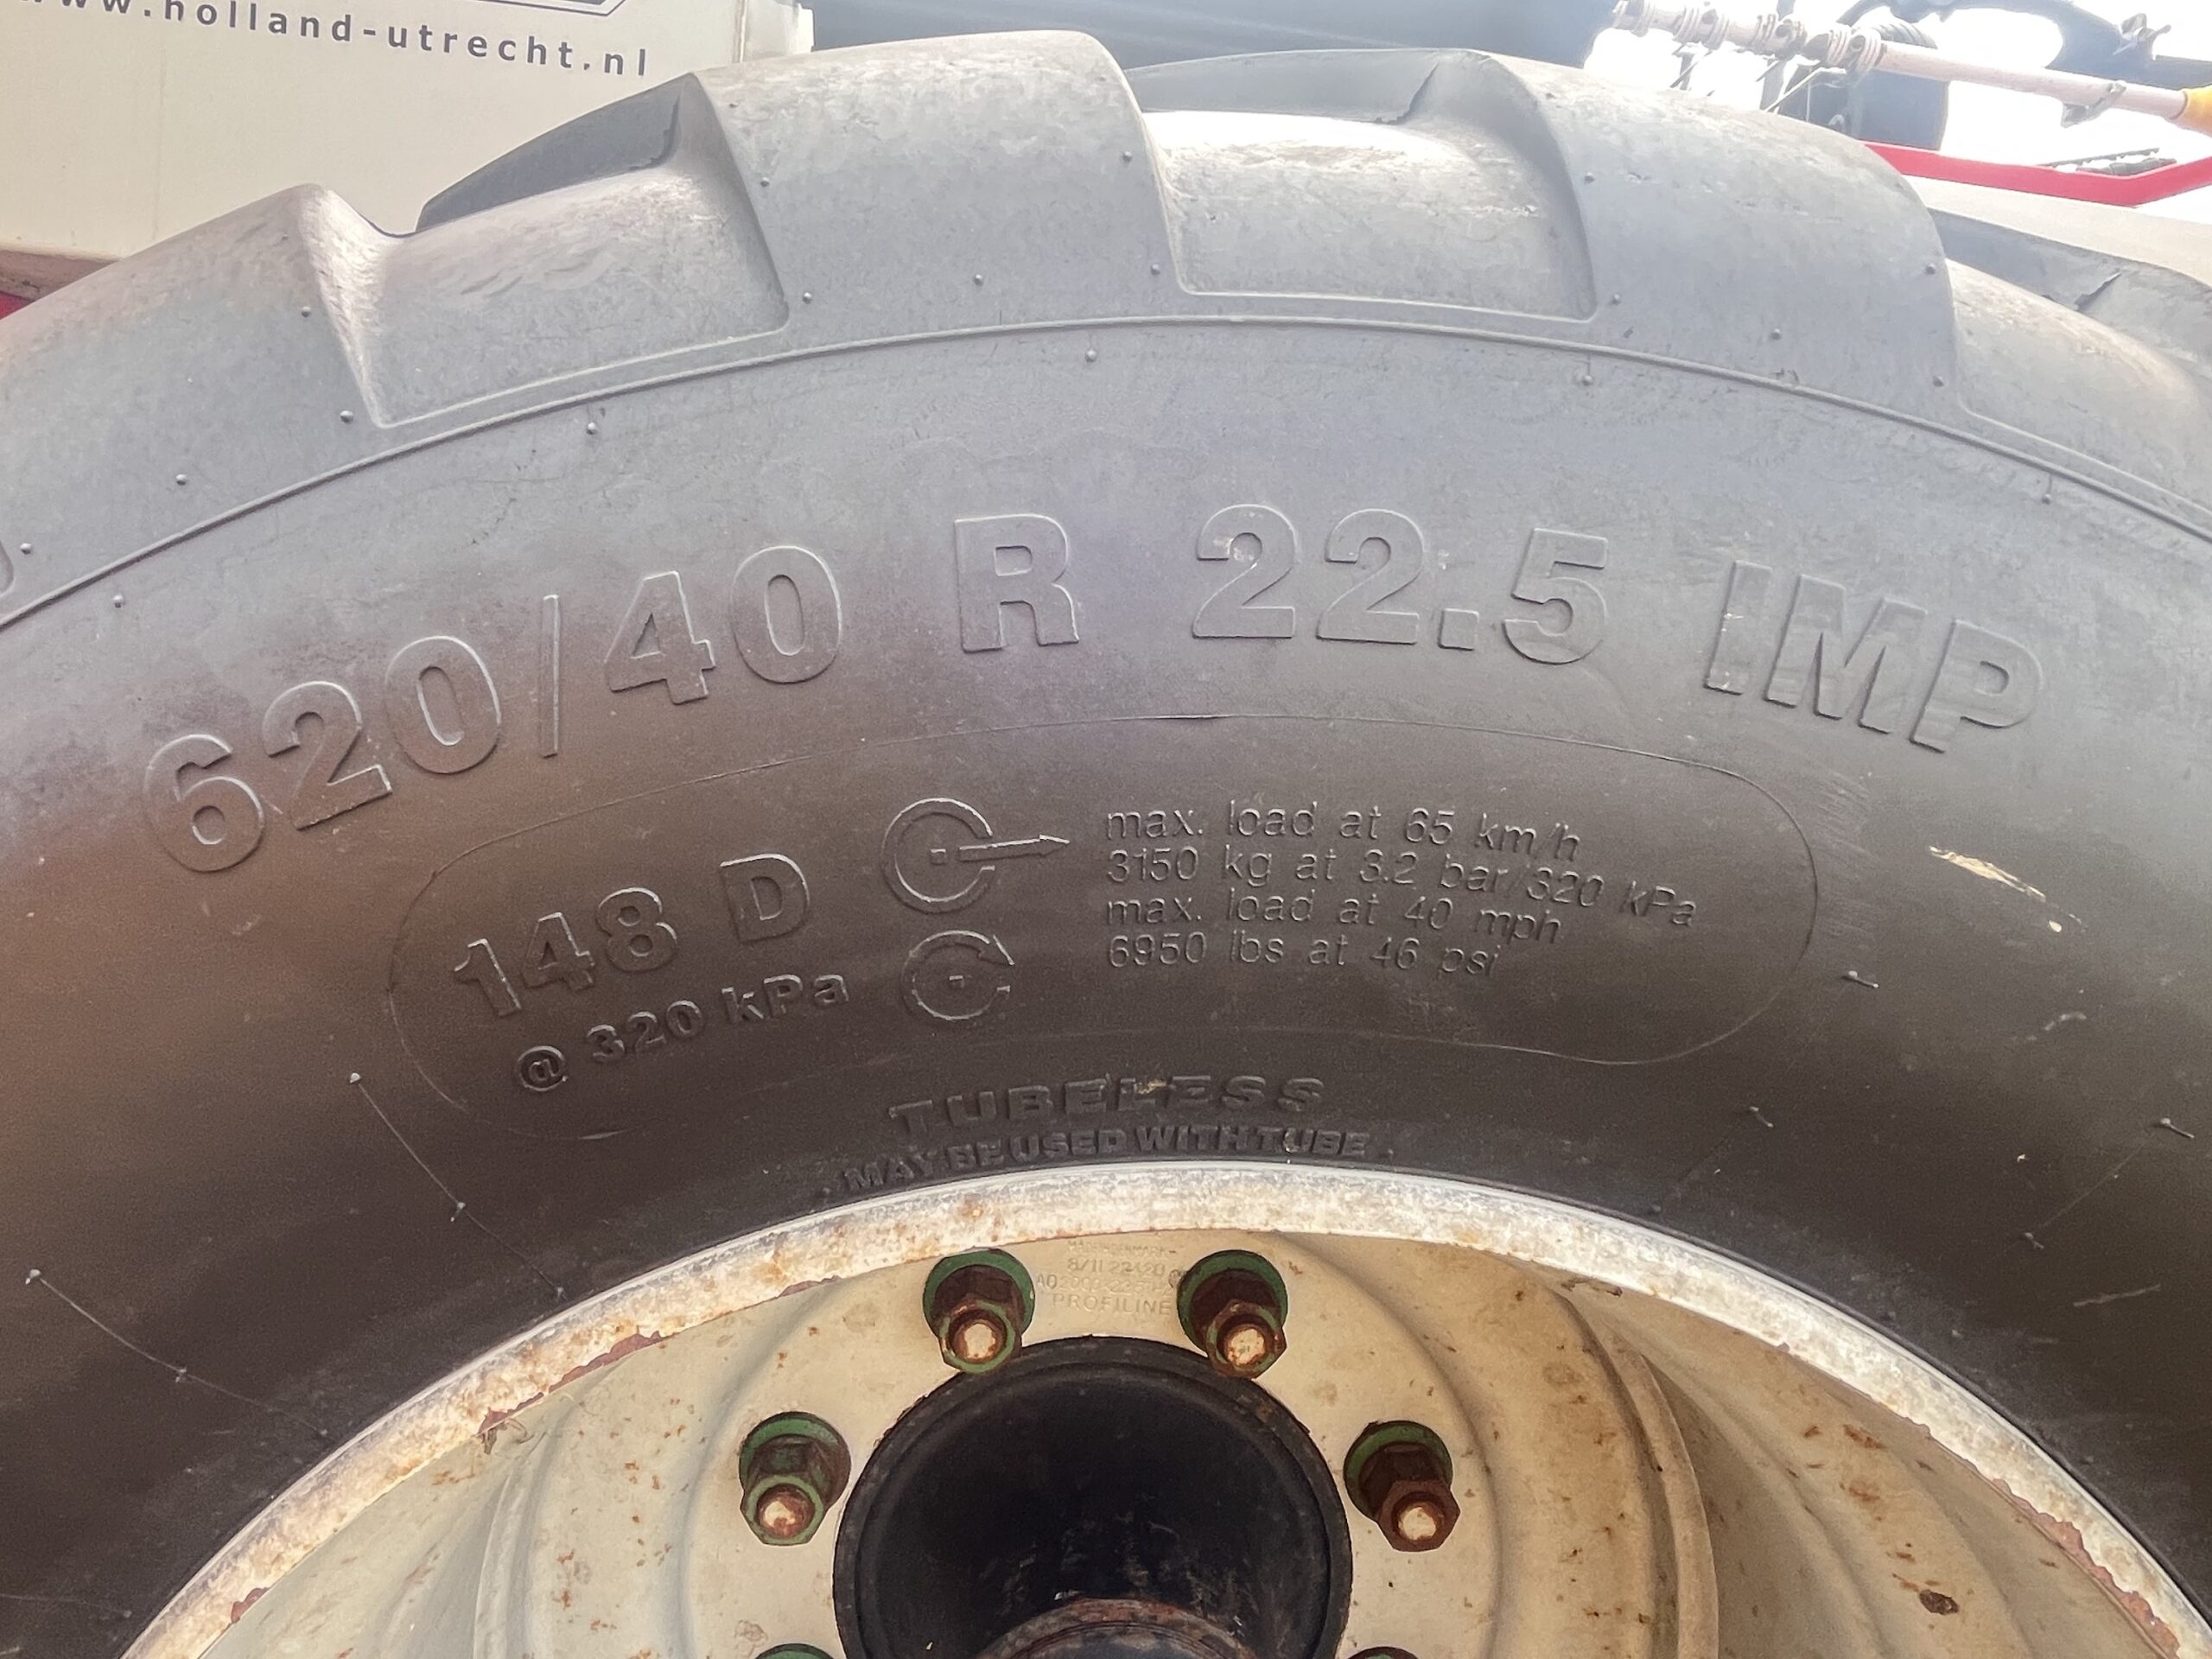 www.holland-utrecht.nl
620/40 R 22.5 IMP
148 D
@ 320 kPa
max. load at 65 km/h
3150 kg at 3.2 bar/320 kPa
max. load at 40 mph
6950 lbs at 46 psi
TUBELESS
MAY BE USED WITH TUBE
PROFILINE